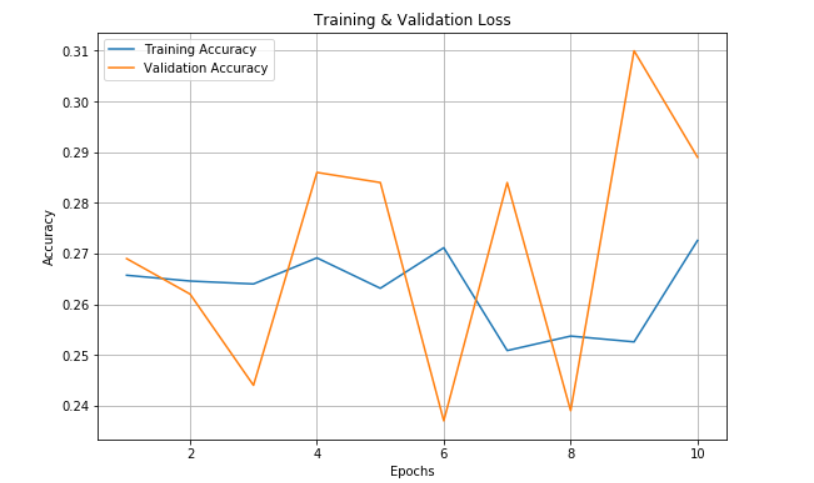 Training & Validation Loss
Training Accuracy
Validation Accuracy
0.31
0.30
0.29
0.28
0.27
0.26
0.25
0.24
Accuracy
2 4 6 8 10
Epochs